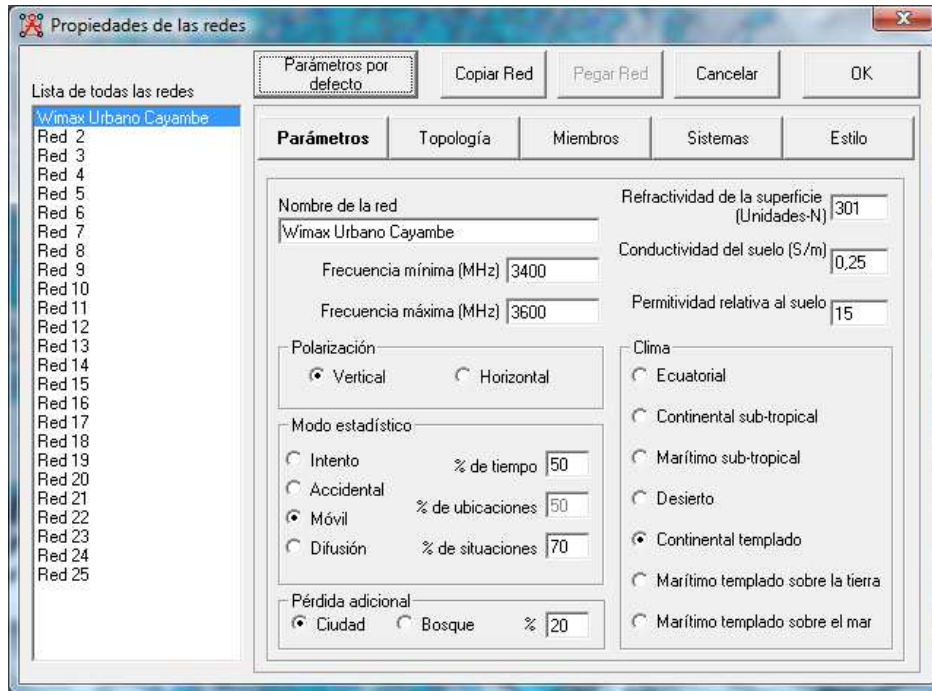 Propiedades de las redes
Parámetros por defecto
Copiar Red
Pegar Red
Cancelar
OK
Lista de todas las redes
Wimax Urbano Cayambe
Red 2
Red 3
Red 4
Red 5
Red 6
Red 7
Red 8
Red 9
Red 10
Red 11
Red 12
Red 13
Red 14
Red 15
Red 16
Red 17
Red 18
Red 19
Red 20
Red 21
Red 22
Red 23
Red 24
Red 25
Parámetros
Topología
Miembros
Sistemas
Estilo
Nombre de la red
Wimax Urbano Cayambe
Frecuencia mínima (MHz) 3400
Frecuencia máxima (MHz) 3600
Polarización
Vertical
Horizontal
Modo estadístico
Intento
Accidental
Móvil
Difusión
% de tiempo 50
% de ubicaciones 50
% de situaciones 70
Pérdida adicional
Ciudad
Bosque
% 20
Refractividad de la superficie
(Unidades-N) 301
Conductividad del suelo (S/m) 0,25
Permitividad relativa al suelo 15
Clima
Ecuatorial
Continental sub-tropical
Marítimo sub-tropical
Desierto
Continental templado
Marítimo templado sobre la tierra
Marítimo templado sobre el mar